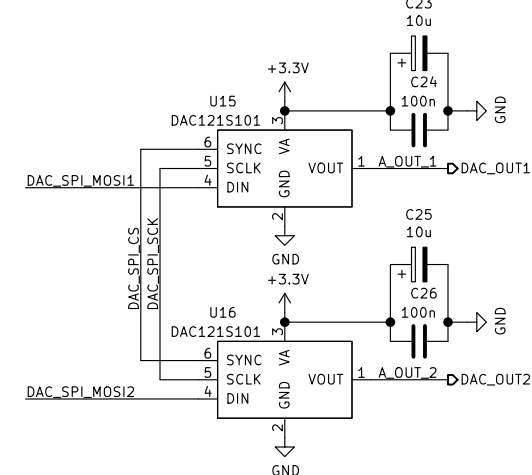 C23
10u
+3.3V
C24
100n
GND
U15
DAC121S101
3
6 SYNC VA
5 SCLK VOUT 1 A_OUT_1 DAC_OUT1
DAC_SPI_MOSI1 4 DIN GND
2
GND
DAC_SPI_CS
DAC_SPI_SCK
C25
10u
+3.3V
C26
100n
GND
U16
DAC121S101
3
6 SYNC VA
5 SCLK VOUT 1 A_OUT_2 DAC_OUT2
DAC_SPI_MOSI2 4 DIN GND
2
GND